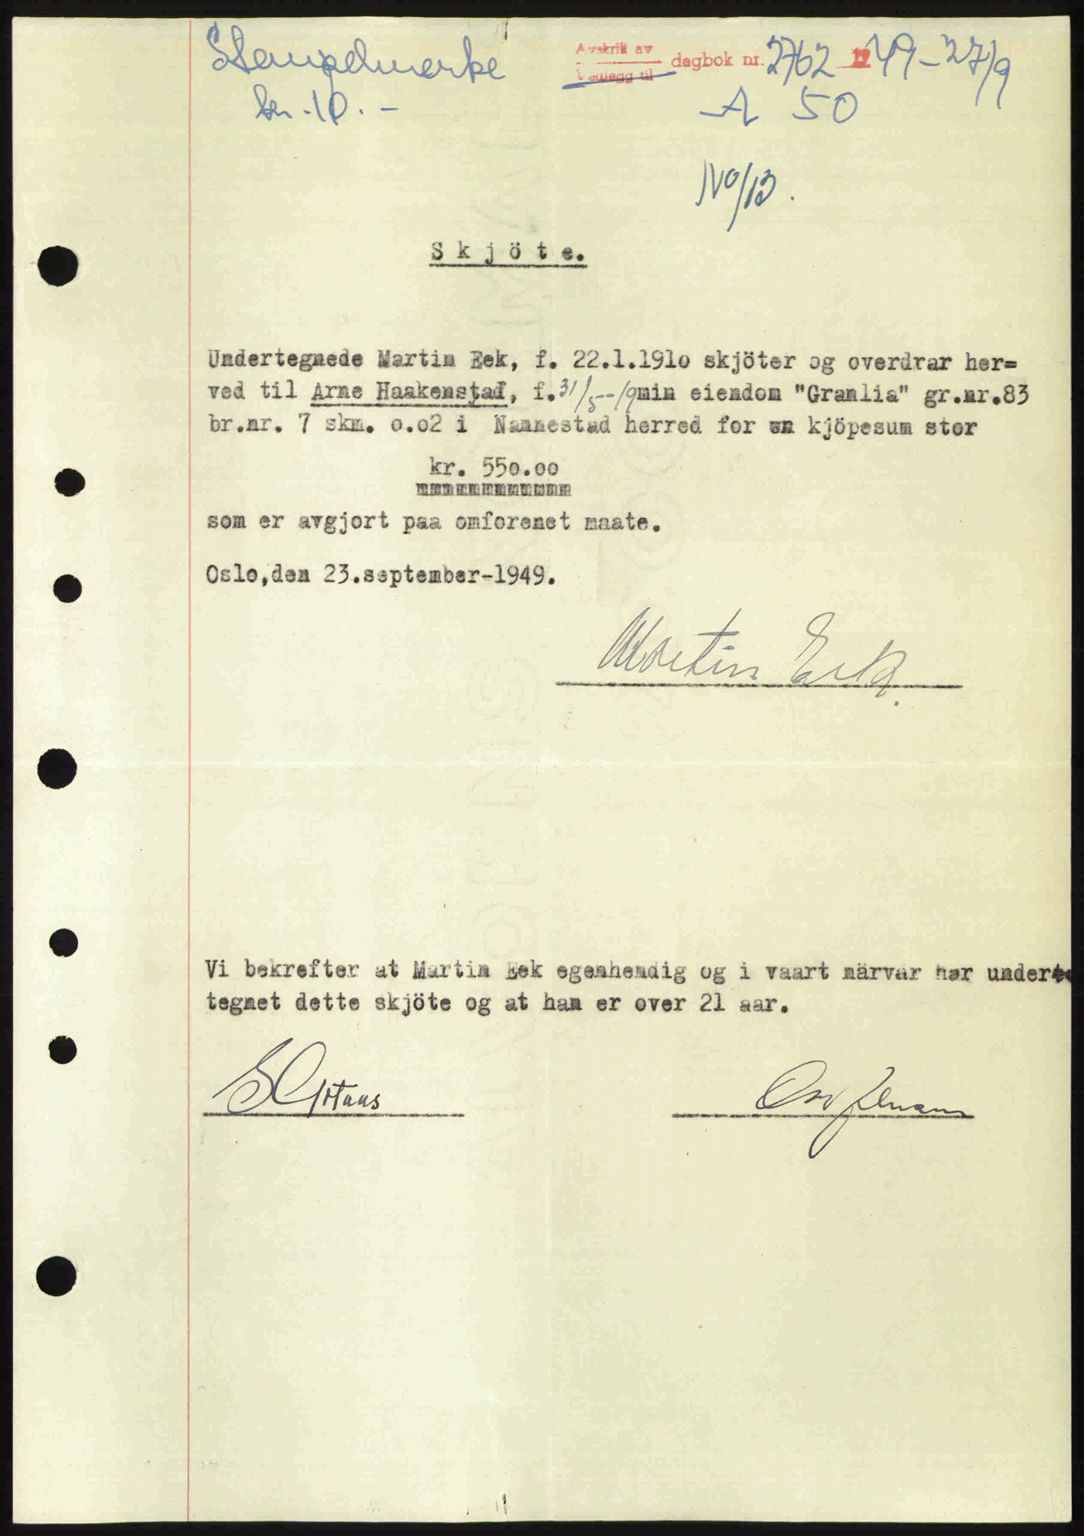 Stempelmerke
kr. 10.-
Avskrift av
Vedlegg til
dagbok nr. 2762 1949-27/9
A 50
No/13.
Skjöte.
Undertegnede Martin Eek, f. 22.1.1910 skjöter og overdrar her=
ved til Arne Haakenstad, f. 31/5-19 min eiendom "Granlia" gr.nr.83
br.nr. 7 skm. 0.02 i Nannestad herred for en kjöpesum stor
kr. 550.00
som er avgjort paa omforenet maate.
Oslo,den 23.september-1949.
Martin Eek.
Vi bekrefter at Martin Eek egenhendig og i vaart närvar har under=
tegnet dette skjöte og at han er over 21 aar.